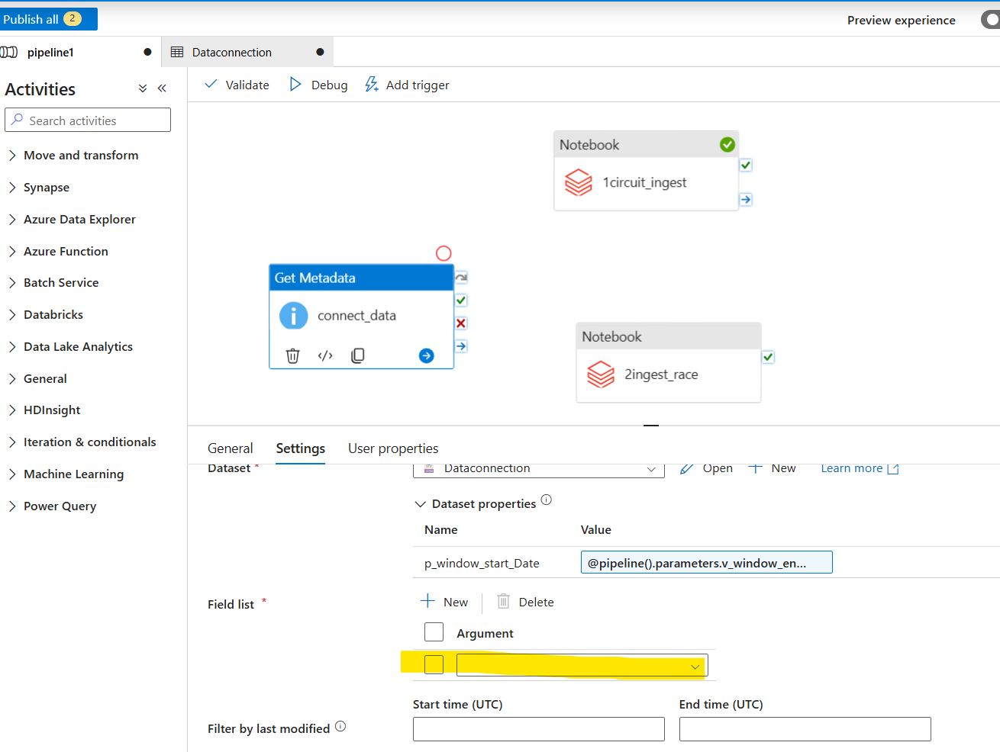 Publish all 2
Preview experience
pipeline1
Dataconnection
Activities
Validate
Debug
Add trigger
Search activities
Move and transform
Synapse
Azure Data Explorer
Azure Function
Batch Service
Databricks
Data Lake Analytics
General
HDInsight
Iteration & conditionals
Machine Learning
Power Query
Notebook
1circuit_ingest
Get Metadata
connect_data
Notebook
2ingest_race
General
Settings
User properties
Dataset *
Dataconnection
Open
New
Learn more
Dataset properties
Name
Value
p_window_start_Date
@pipeline().parameters.v_window_en...
Field list *
New
Delete
Argument
Start time (UTC)
End time (UTC)
Filter by last modified